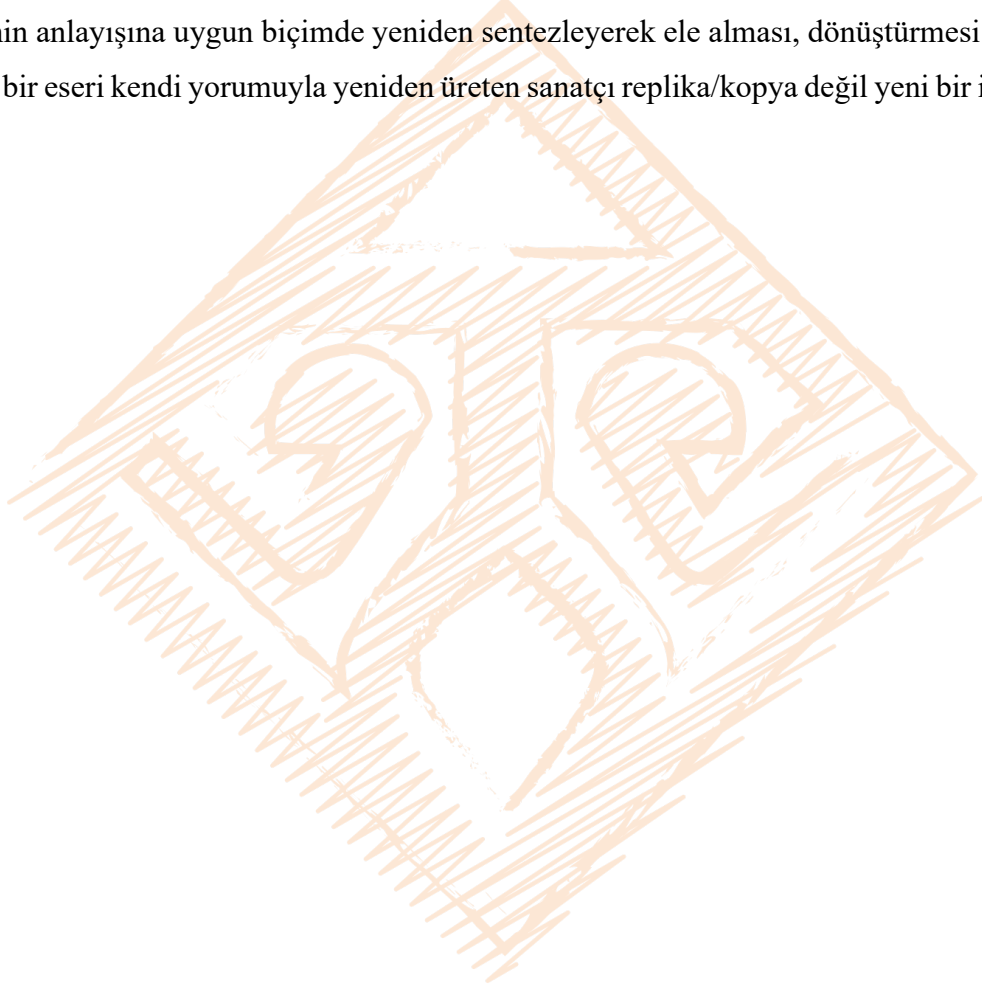 in anlayışına uygun biçimde yeniden sentezleyerek ele alması, dönüştürmesi
bir eseri kendi yorumuyla yeniden üreten sanatçı replika/kopya değil yeni bir